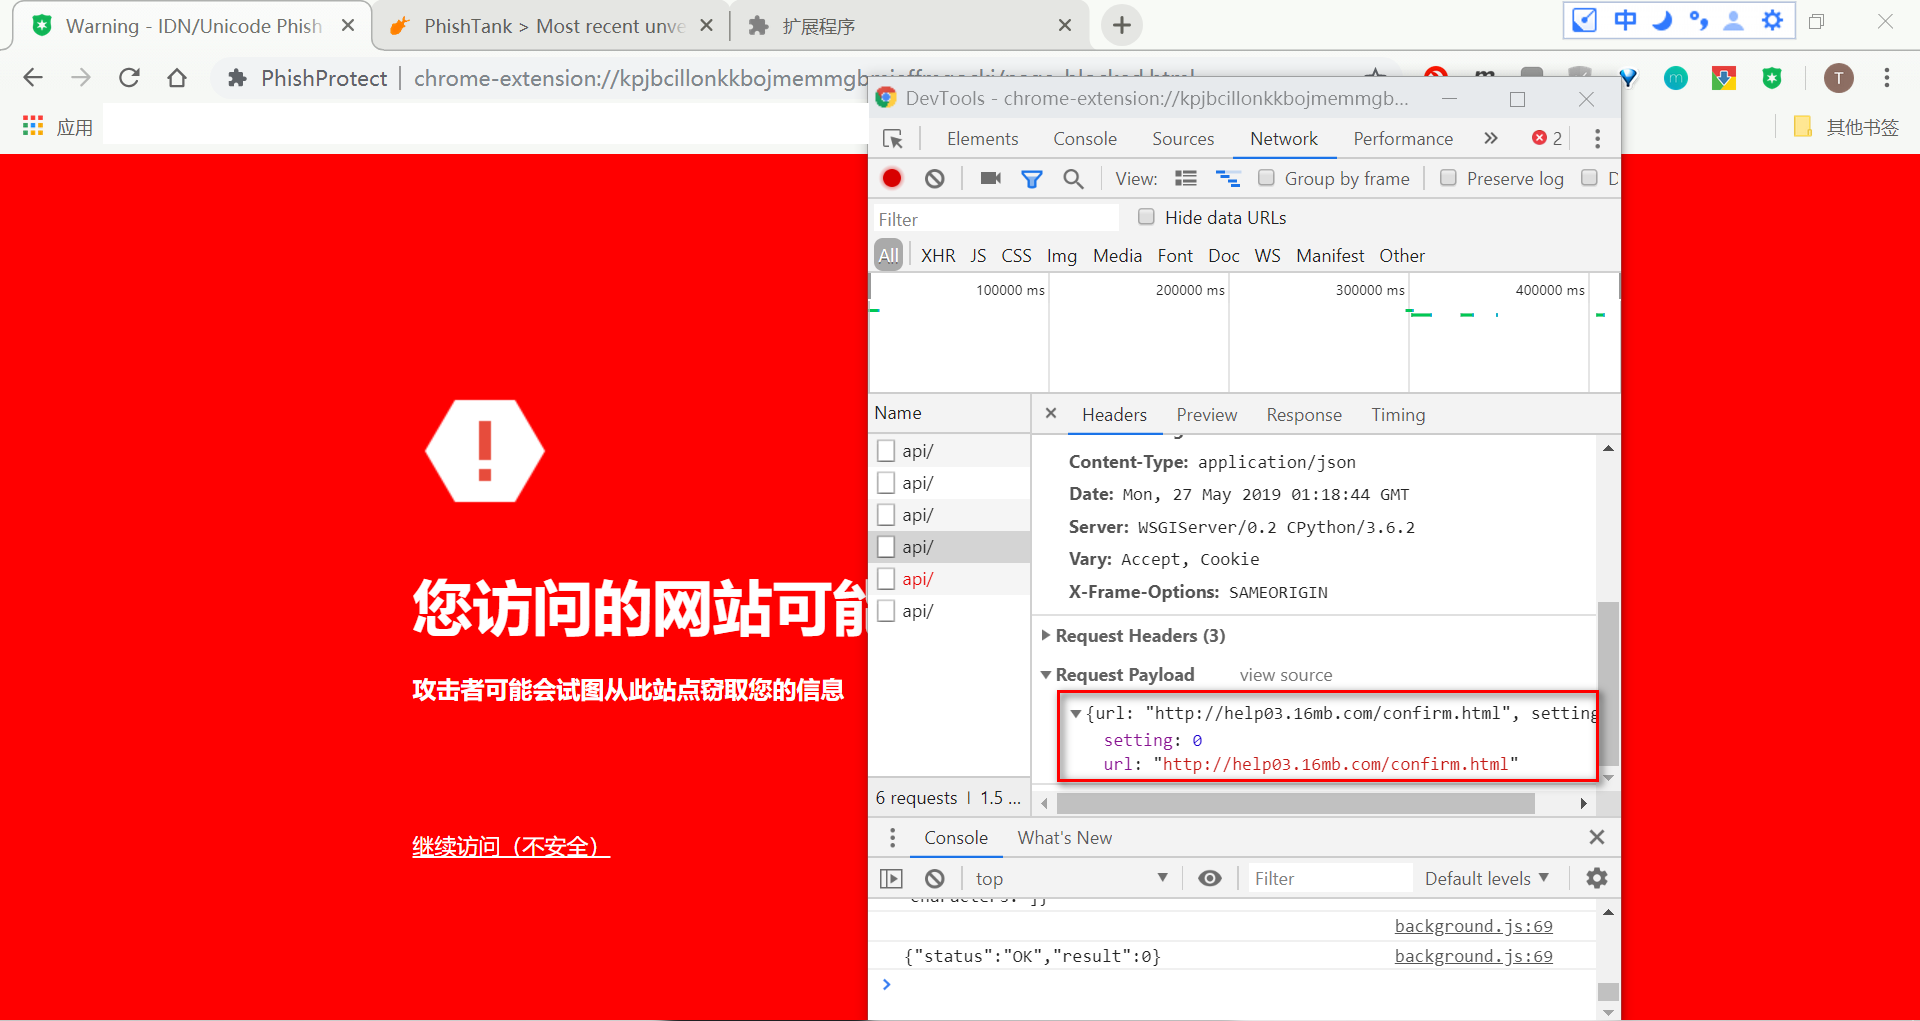 Warning - IDN/Unicode Phish
PhishTank > Most recent unve
扩展程序
中
PhishProtect
chrome-extension://kpjbcillonkkbojmemmgb
T
应用
其他书签
DevTools - chrome-extension://kpjbcillonkkbojmemmgb...
Elements Console Sources Network Performance 2
View: Group by frame Preserve log D
Filter Hide data URLs
All XHR JS CSS Img Media Font Doc WS Manifest Other
100000 ms 200000 ms 300000 ms 400000 ms
Name
api/
api/
api/
api/
api/
api/
6 requests | 1.5 ...
Headers Preview Response Timing
Content-Type: application/json
Date: Mon, 27 May 2019 01:18:44 GMT
Server: WSGIServer/0.2 CPython/3.6.2
Vary: Accept, Cookie
X-Frame-Options: SAMEORIGIN
Request Headers (3)
Request Payload view source
{url: "http://help03.16mb.com/confirm.html", setting
setting: 0
url: "http://help03.16mb.com/confirm.html"
Console What's New
top Filter Default levels
characters. ]}
background.js:69
{"status":"OK","result":0} background.js:69
您访问的网站可能
攻击者可能会试图从此站点窃取您的信息
继续访问（不安全）